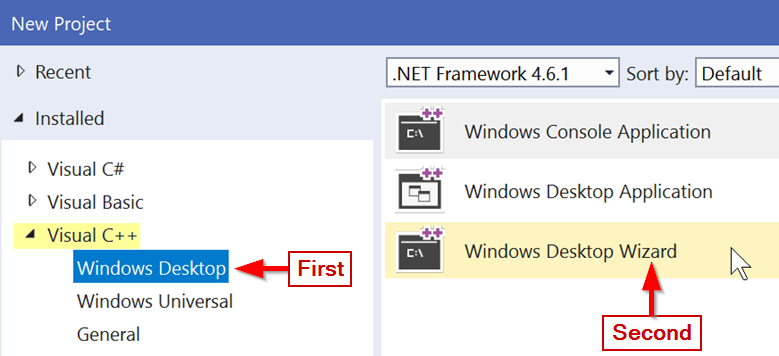 New Project
Recent
Installed
Visual C#
Visual Basic
Visual C++
Windows Desktop
First
Windows Universal
General
.NET Framework 4.6.1
Sort by:
Default
C:\
Windows Console Application
Windows Desktop Application
C:\
Windows Desktop Wizard
Second